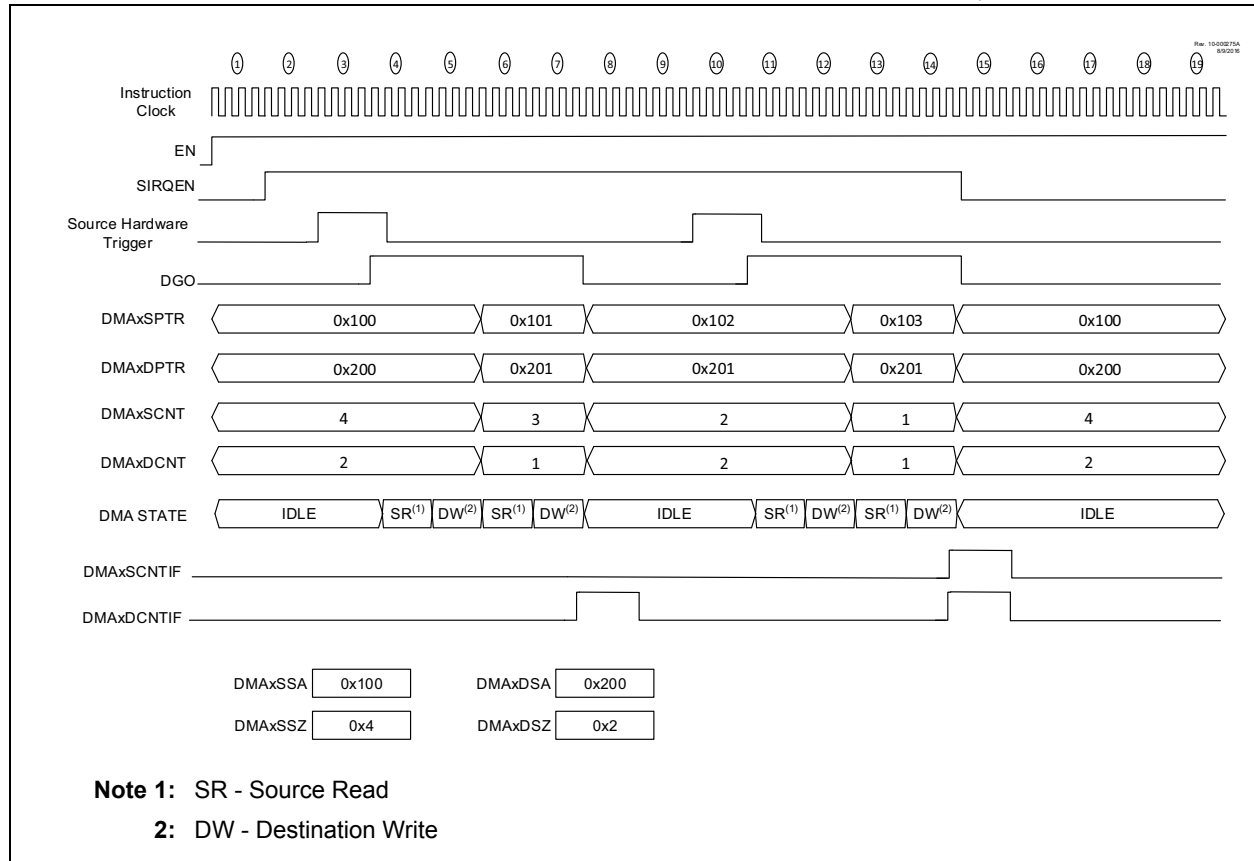 Rev. 10-000275A
8/9/2016
1 2 3 4 5 6 7 8 9 10 11 12 13 14 15 16 17 18 19
Instruction
Clock
EN
SIRQEN
Source Hardware
Trigger
DGO
DMAxSPTR 0x100 0x101 0x102 0x103 0x100
DMAxDPTR 0x200 0x201 0x201 0x201 0x200
DMAxSCNT 4 3 2 1 4
DMAxDCNT 2 1 2 1 2
DMA STATE IDLE SR(1) DW(2) SR(1) DW(2) IDLE SR(1) DW(2) SR(1) DW(2) IDLE
DMAxSCNTIF
DMAxDCNTIF
DMAxSSA 0x100 DMAxDSA 0x200
DMAxSSZ 0x4 DMAxDSZ 0x2
Note 1: SR - Source Read
2: DW - Destination Write